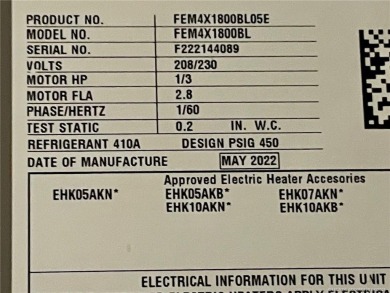 PRODUCT NO. FEM4X1800BL05E
MODEL NO. FEM4X1800BL
SERIAL NO. F222144089
VOLTS 208/230
MOTOR HP 1/3
MOTOR FLA 2.8
PHASE/HERTZ 1/60
TEST STATIC 0.2 IN. W.C.
REFRIGERANT 410A DESIGN PSIG 450
DATE OF MANUFACTURE MAY 2022
Approved Electric Heater Accesories
EHK05AKN* EHK05AKB* EHK07AKN*
EHK10AKN* EHK10AKB*
ELECTRICAL INFORMATION FOR THIS UNIT